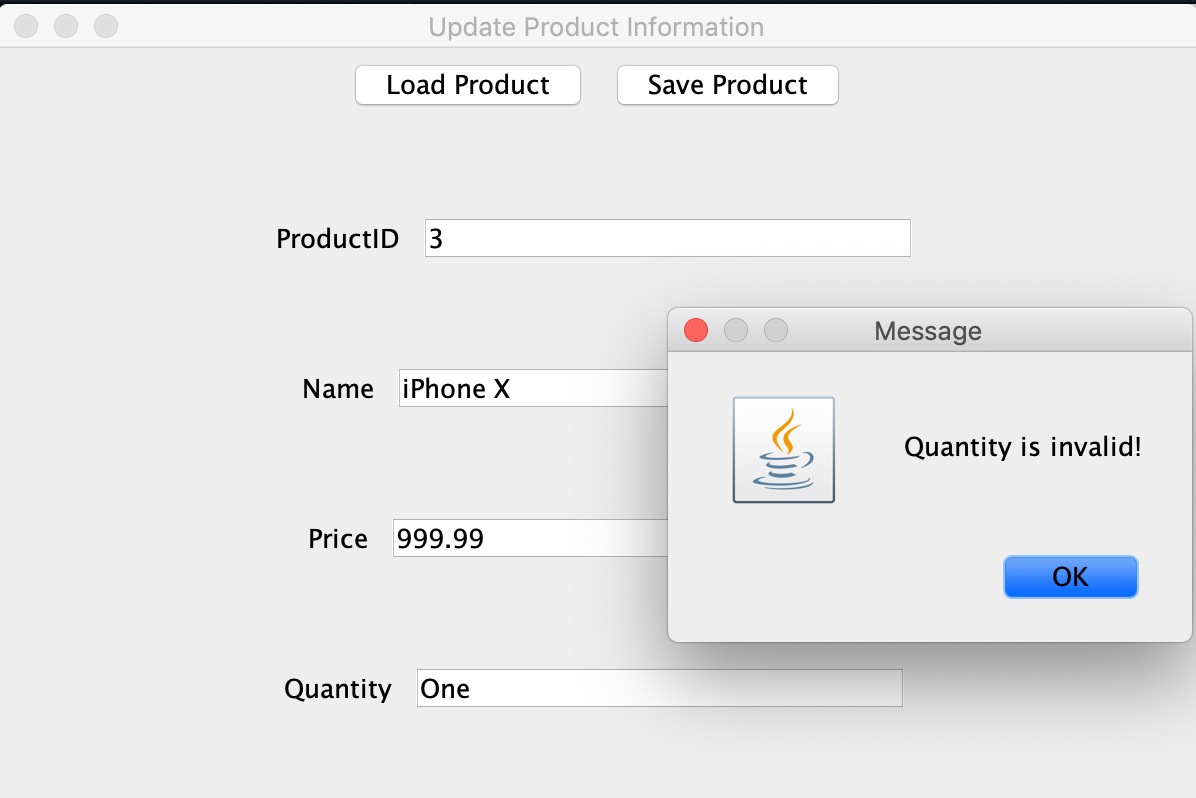 Update Product Information
Load Product Save Product
ProductID 3
Name iPhone X
Price 999.99
Quantity One
Message
Quantity is invalid!
OK